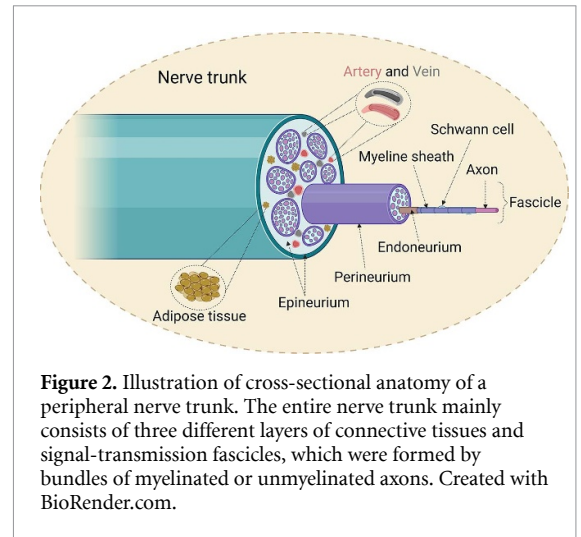 Nerve trunk
Artery and Vein
Schwann cell
Myeline sheath
Axon
Fascicle
Endoneurium
Perineurium
Epineurium
Adipose tissue
Figure 2. Illustration of cross-sectional anatomy of a
peripheral nerve trunk. The entire nerve trunk mainly
consists of three different layers of connective tissues and
signal-transmission fascicles, which were formed by
bundles of myelinated or unmyelinated axons. Created with
BioRender.com.